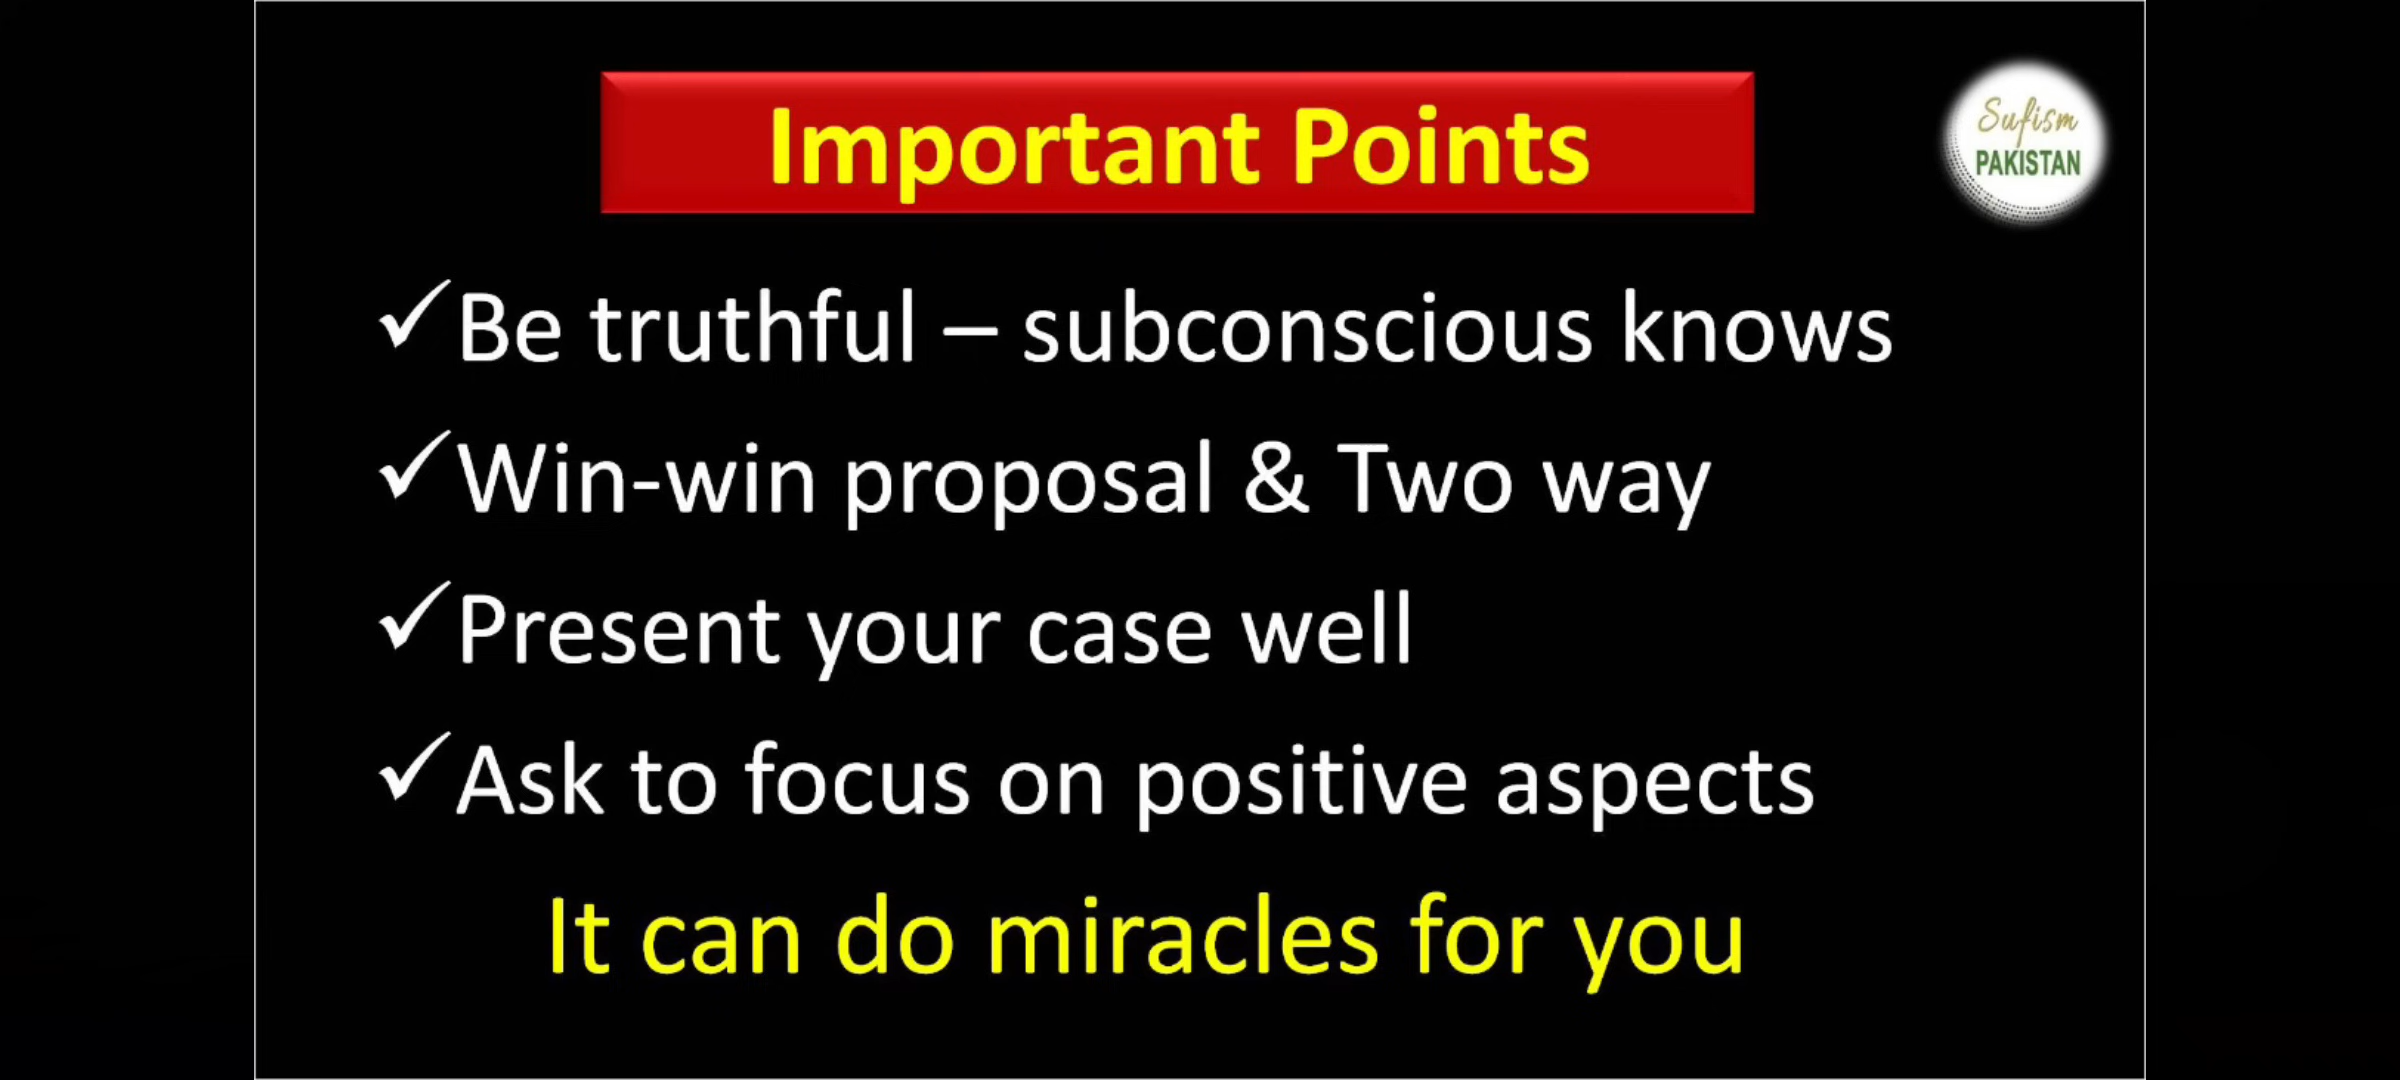 Important Points
Sufism
PAKISTAN
✓Be truthful – subconscious knows
✓Win-win proposal & Two way
✓Present your case well
✓Ask to focus on positive aspects
It can do miracles for you